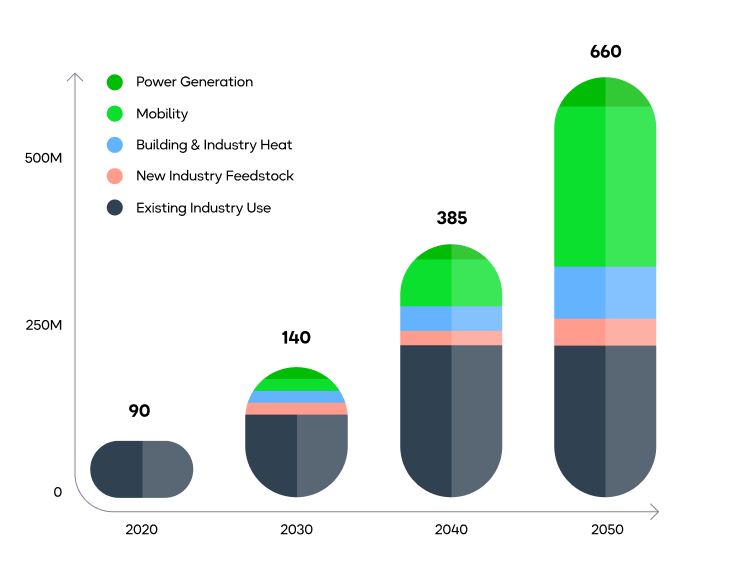 660
Power Generation
Mobility
Building & Industry Heat
500M
New Industry Feedstock
Existing Industry Use
385
250M
140
90
0
2020 2030 2040 2050